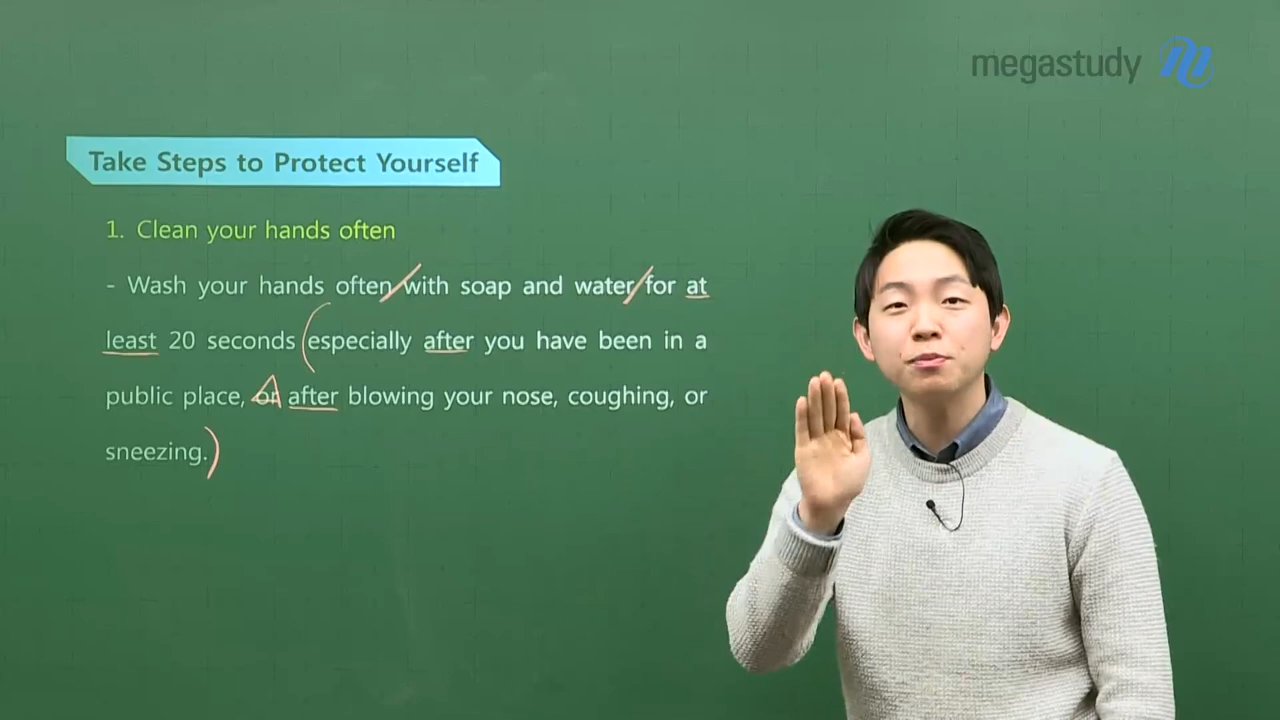 megastudy
Take Steps to Protect Yourself
1. Clean your hands often
- Wash your hands often with soap and water for at
least 20 seconds especially after you have been in a
public place, or after blowing your nose, coughing, or
sneezing.